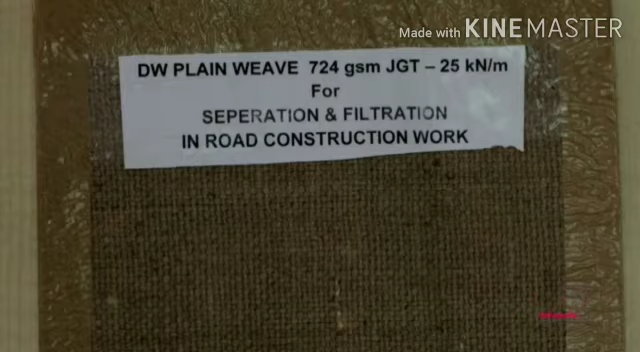 Made with KINEMASTER
DW PLAIN WEAVE 724 gsm JGT – 25 kN/m
For
SEPERATION & FILTRATION
IN ROAD CONSTRUCTION WORK